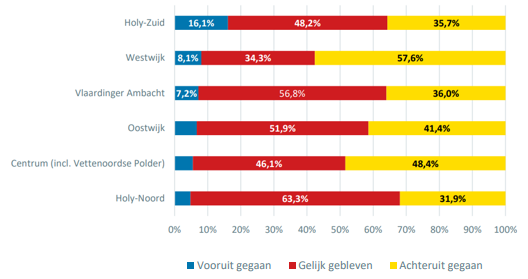 Holy-Zuid 16,1% 48,2% 35,7%
Westwijk 8,1% 34,3% 57,6%
Vlaardinger Ambacht 7,2% 56,8% 36,0%
Oostwijk 51,9% 41,4%
Centrum (incl. Vettenoordse Polder) 46,1% 48,4%
Holy-Noord 63,3% 31,9%
0% 10% 20% 30% 40% 50% 60% 70% 80% 90% 100%
Vooruit gegaan Gelijk gebleven Achteruit gegaan